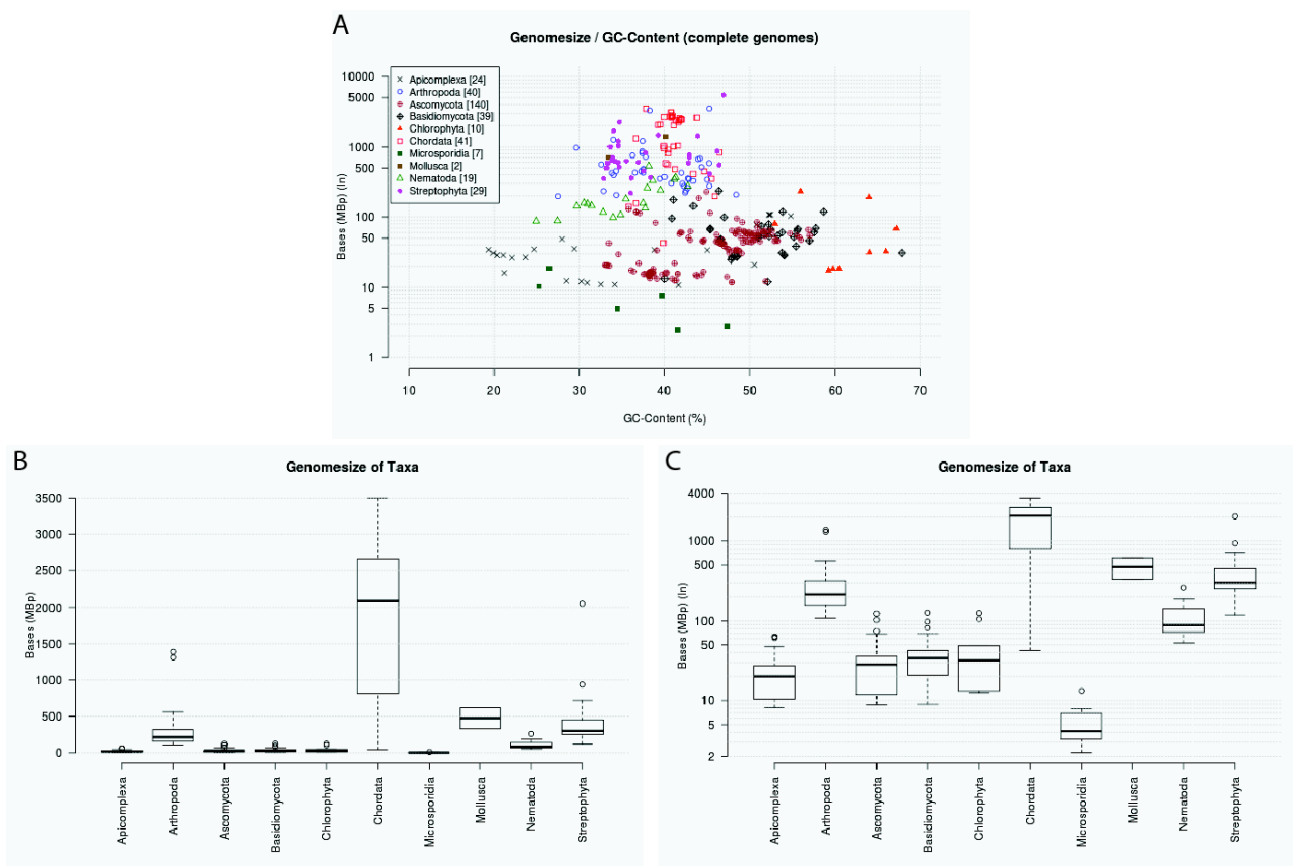 A
Genomesize / GC-Content (complete genomes)
Bases (MBp) (ln)
10000
5000
1000
500
100
50
10
5
1
Apicomplexa [24]
Arthropoda [40]
Ascomycota [140]
Basidiomycota [39]
Chlorophyta [10]
Chordata [41]
Microsporidia [7]
Mollusca [2]
Nematoda [19]
Streptophyta [29]
10 20 30 40 50 60 70
GC-Content (%)
B
Genomesize of Taxa
Bases (MBp)
3500
3000
2500
2000
1500
1000
500
0
Apicomplexa
Arthropoda
Ascomycota
Basidiomycota
Chlorophyta
Chordata
Microsporidia
Mollusca
Nematoda
Streptophyta
C
Genomesize of Taxa
Bases (MBp) (ln)
4000
1000
500
100
50
10
5
2
Apicomplexa
Arthropoda
Ascomycota
Basidiomycota
Chlorophyta
Chordata
Microsporidia
Mollusca
Nematoda
Streptophyta